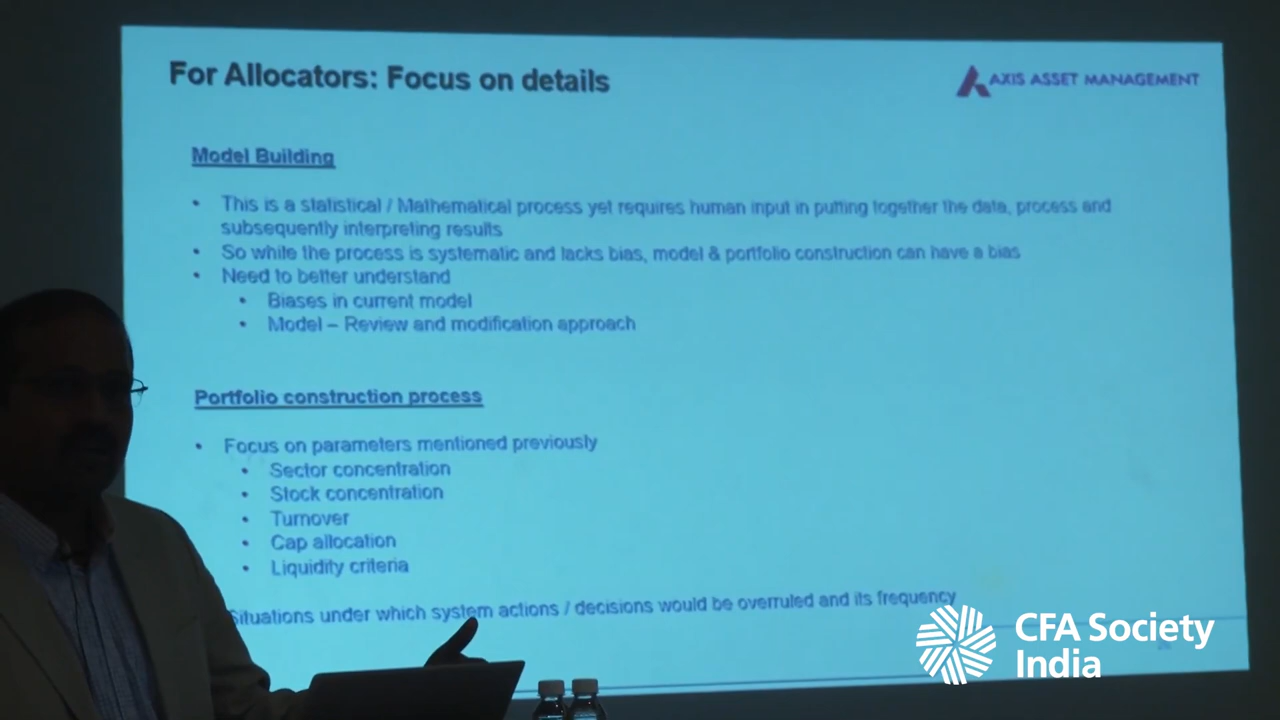 For Allocators: Focus on details
AXIS ASSET MANAGEMENT
Model Building
• This is a statistical / Mathematical process yet requires human input in putting together the data, process and
subsequently interpreting results
• So while the process is systematic and lacks bias, model & portfolio construction can have a bias
• Need to better understand
• Biases in current model
• Model – Review and modification approach
Portfolio construction process
• Focus on parameters mentioned previously
• Sector concentration
• Stock concentration
• Turnover
• Cap allocation
• Liquidity criteria
Situations under which system actions / decisions would be overruled and its frequency
CFA Society
India